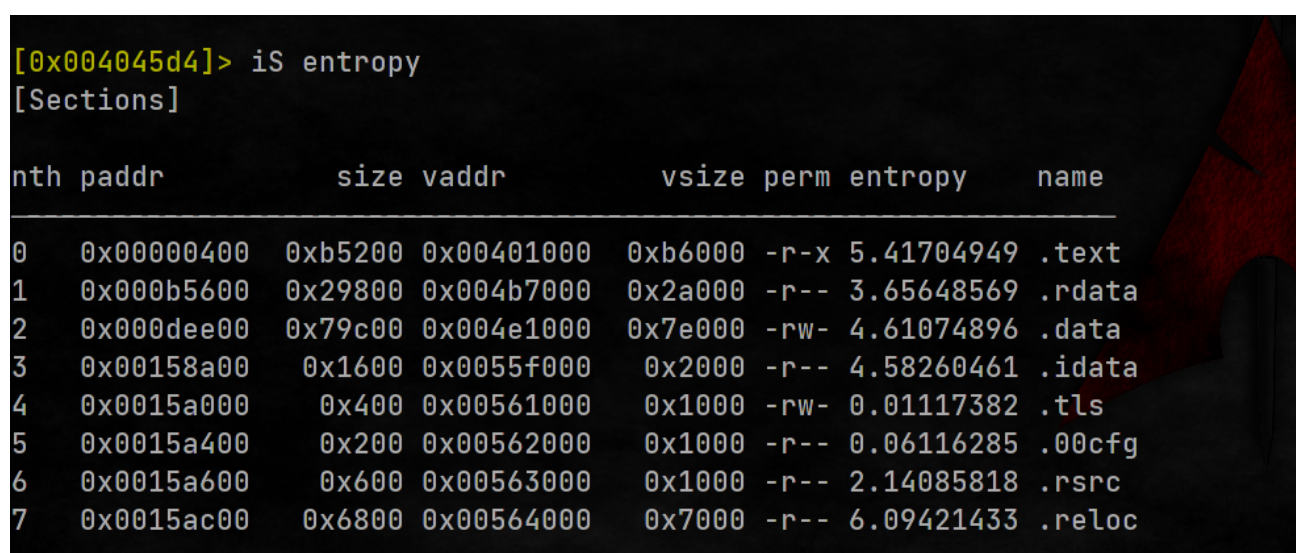 [0x004045d4]> iS entropy
[Sections]
nth paddr size vaddr vsize perm entropy name
0 0x00000400 0xb5200 0x00401000 0xb6000 -r-x 5.41704949 .text
1 0x000b5600 0x29800 0x004b7000 0x2a000 -r-- 3.65648569 .rdata
2 0x000dee00 0x79c00 0x004e1000 0x7e000 -rw- 4.61074896 .data
3 0x00158a00 0x1600 0x0055f000 0x2000 -r-- 4.58260461 .idata
4 0x0015a000 0x400 0x00561000 0x1000 -rw- 0.01117382 .tls
5 0x0015a400 0x200 0x00562000 0x1000 -r-- 0.06116285 .00cfg
6 0x0015a600 0x600 0x00563000 0x1000 -r-- 2.14085818 .rsrc
7 0x0015ac00 0x6800 0x00564000 0x7000 -r-- 6.09421433 .reloc